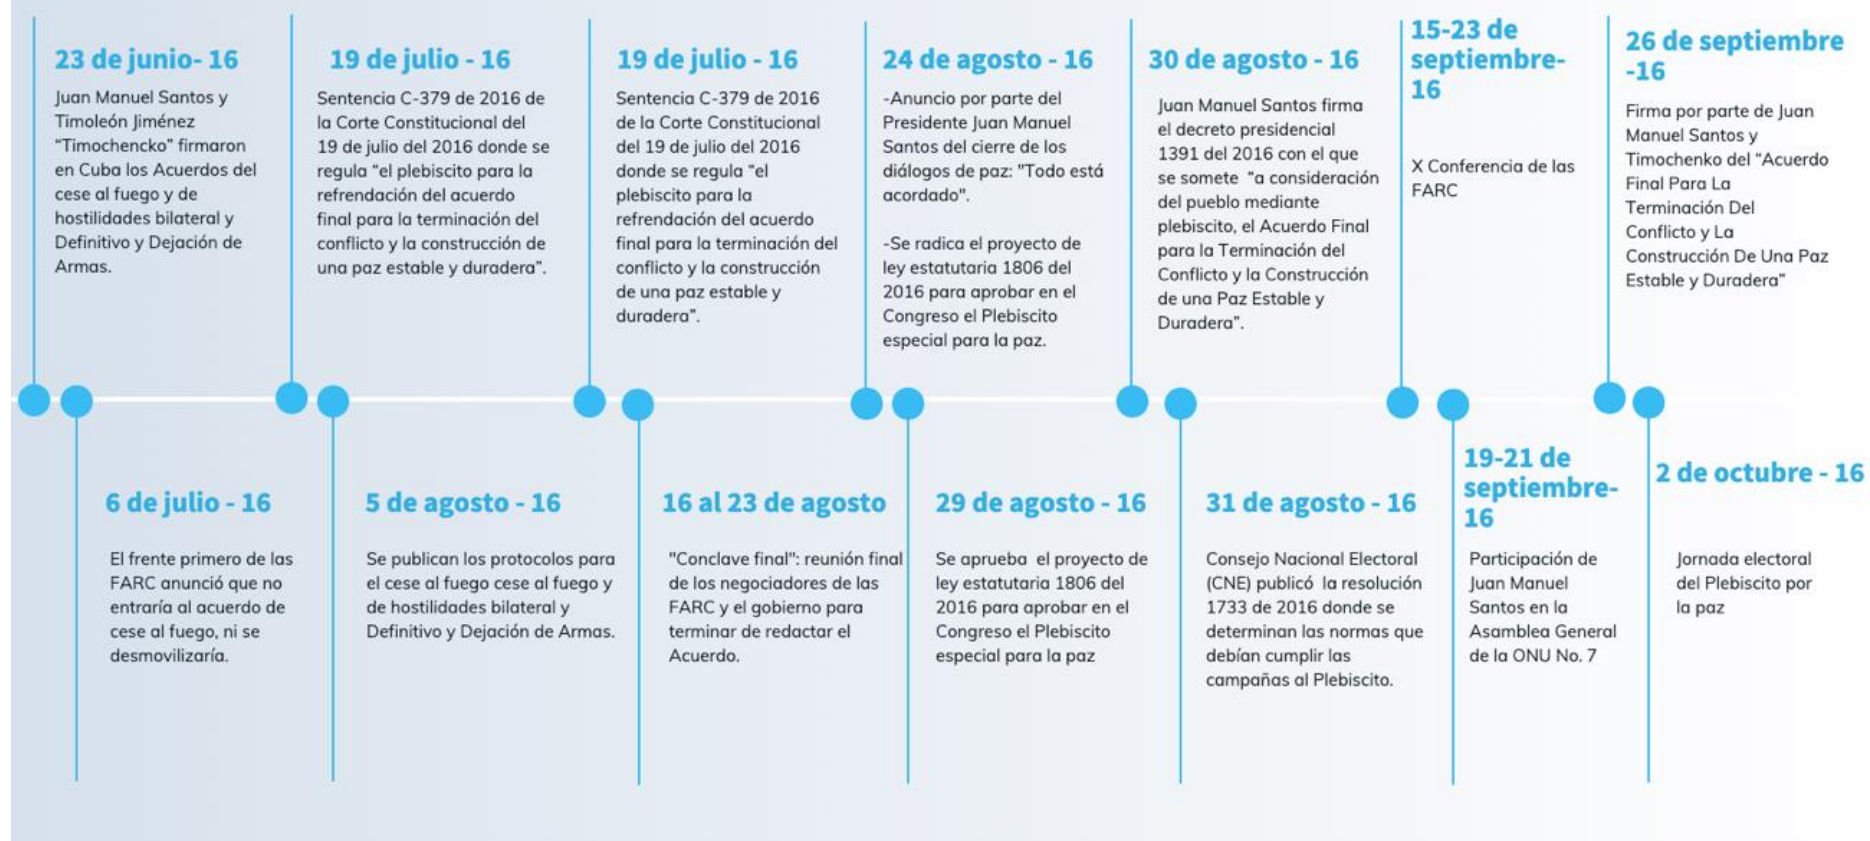 23 de junio- 16
Juan Manuel Santos y
Timoleón Jiménez
“Timochencko” firmaron
en Cuba los Acuerdos del
cese al fuego y de
hostilidades bilateral y
Definitivo y Dejación de
Armas.
19 de julio - 16
Sentencia C-379 de 2016 de
la Corte Constitucional del
19 de julio del 2016 donde se
regula “el plebiscito para la
refrendación del acuerdo
final para la terminación del
conflicto y la construcción de
una paz estable y duradera”.
19 de julio - 16
Sentencia C-379 de 2016
de la Corte Constitucional
del 19 de julio del 2016
donde se regula “el
plebiscito para la
refrendación del acuerdo
final para la terminación del
conflicto y la construcción
de una paz estable y
duradera”.
24 de agosto - 16
-Anuncio por parte del
Presidente Juan Manuel
Santos del cierre de los
diálogos de paz: "Todo está
acordado".
-Se radica el proyecto de
ley estatutaria 1806 del
2016 para aprobar en el
Congreso el Plebiscito
especial para la paz.
30 de agosto - 16
Juan Manuel Santos firma
el decreto presidencial
1391 del 2016 con el que
se somete “a consideración
del pueblo mediante
plebiscito, el Acuerdo Final
para la Terminación del
Conflicto y la Construcción
de una Paz Estable y
Duradera”.
15-23 de
septiembre-
16
X Conferencia de las
FARC
26 de septiembre
-16
Firma por parte de Juan
Manuel Santos y
Timochenko del “Acuerdo
Final Para La
Terminación Del
Conflicto y La
Construcción De Una Paz
Estable y Duradera”
6 de julio - 16
El frente primero de las
FARC anunció que no
entraría al acuerdo de
cese al fuego, ni se
desmovilizaría.
5 de agosto - 16
Se publican los protocolos para
el cese al fuego cese al fuego y
de hostilidades bilateral y
Definitivo y Dejación de Armas.
16 al 23 de agosto
"Conclave final": reunión final
de los negociadores de las
FARC y el gobierno para
terminar de redactar el
Acuerdo.
29 de agosto - 16
Se aprueba el proyecto de
ley estatutaria 1806 del
2016 para aprobar en el
Congreso el Plebiscito
especial para la paz
31 de agosto - 16
Consejo Nacional Electoral
(CNE) publicó la resolución
1733 de 2016 donde se
determinan las normas que
debían cumplir las
campañas al Plebiscito.
19-21 de
septiembre-
16
Participación de
Juan Manuel
Santos en la
Asamblea General
de la ONU No. 7
2 de octubre - 16
Jornada electoral
del Plebiscito por
la paz